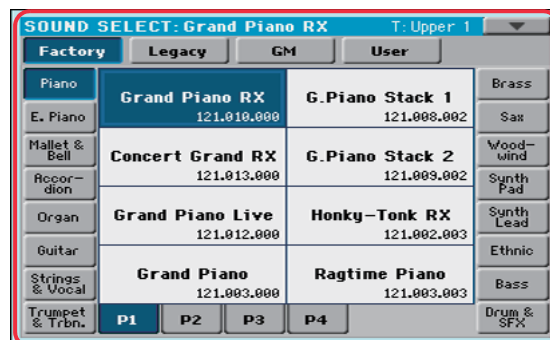 SOUND SELECT: Grand Piano RX T: Upper 1
Factory Legacy GM User
Piano
E. Piano
Mallet &
Bell
Accor-
dion
Organ
Guitar
Strings
& Vocal
Trumpet
& Trbn.
Grand Piano RX
121.010.000
G.Piano Stack 1
121.008.002
Concert Grand RX
121.013.000
G.Piano Stack 2
121.009.002
Grand Piano Live
121.012.000
Honky-Tonk RX
121.002.003
Grand Piano
121.003.000
Ragtime Piano
121.003.003
P1 P2 P3 P4
Brass
Sax
Wood-
wind
Synth
Pad
Synth
Lead
Ethnic
Bass
Drum &
SFX